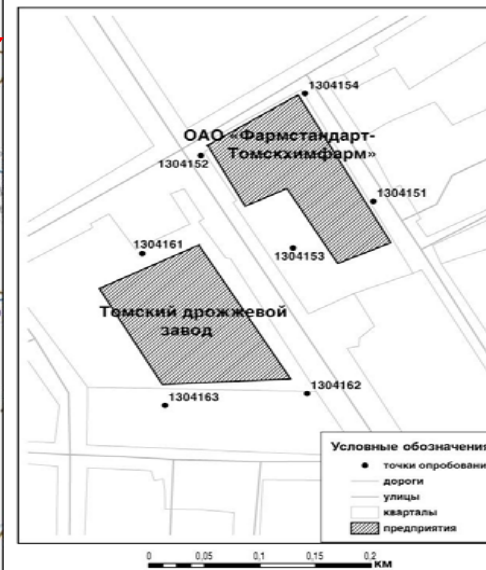 1304154
ОАО «Фармстандарт-
Томскхимфарм»
1304152
1304151
1304153
1304161
Томский дрожжевой
завод
1304162
1304163
Условные обозначения
точки опробовани
дороги
улицы
кварталы
предприятия
0 0,05 0,1 0,15 0,2
км